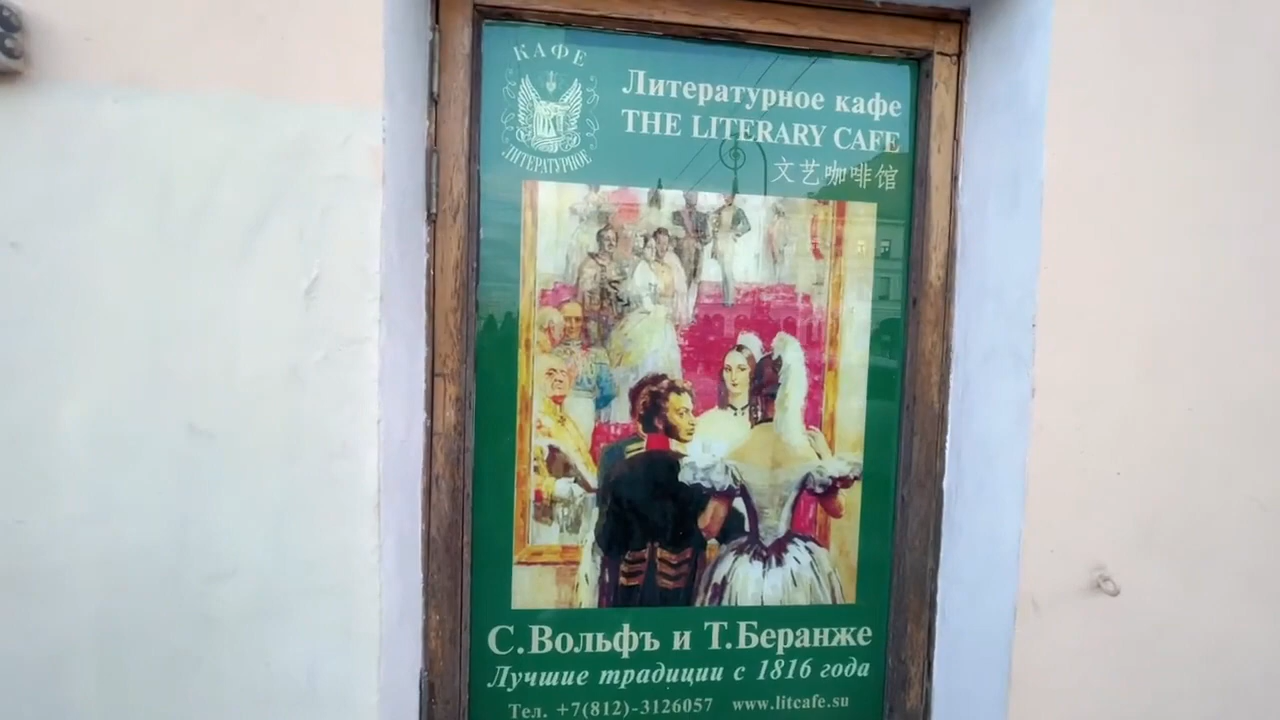 КАФЕ
ЛИТЕРАТУРНОЕ
Литературное кафе
THE LITERARY CAFE
文艺咖啡馆
С.Вольфъ и Т.Беранже
Лучшие традиции с 1816 года
Тел. +7(812)-3126057 www.litcafe.su